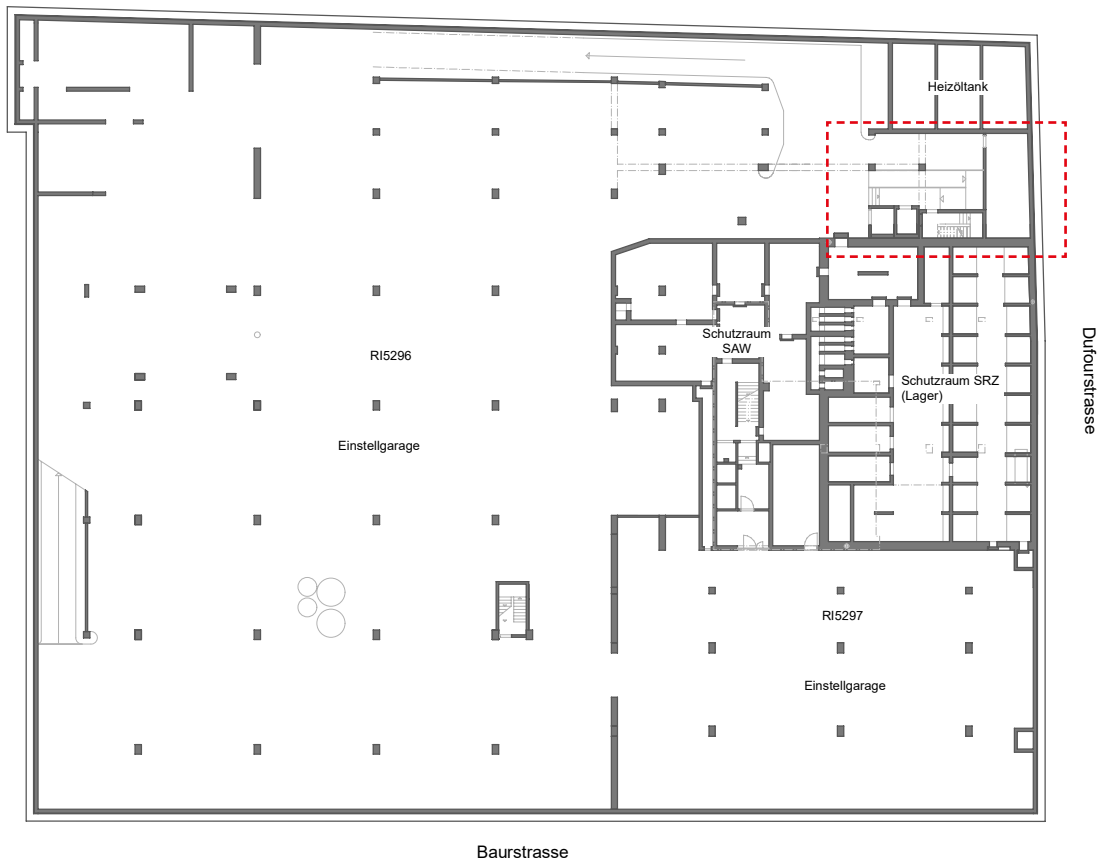 Heizöltank
Schutzraum
SAW
RI5296
Schutzraum SRZ
(Lager)
Dufourstrasse
Einstellgarage
RI5297
Einstellgarage
Baurstrasse